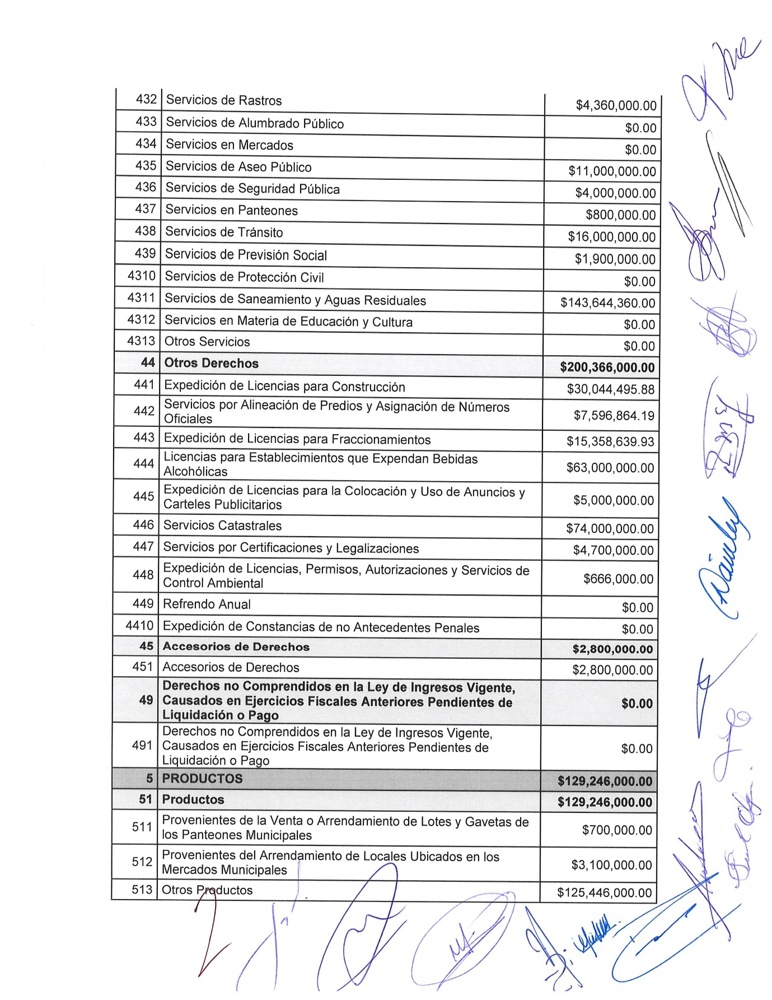 432 Servicios de Rastros $4,360,000.00
433 Servicios de Alumbrado Público $0.00
434 Servicios en Mercados $0.00
435 Servicios de Aseo Público $11,000,000.00
436 Servicios de Seguridad Pública $4,000,000.00
437 Servicios en Panteones $800,000.00
438 Servicios de Tránsito $16,000,000.00
439 Servicios de Previsión Social $1,900,000.00
4310 Servicios de Protección Civil $0.00
4311 Servicios de Saneamiento y Aguas Residuales $143,644,360.00
4312 Servicios en Materia de Educación y Cultura $0.00
4313 Otros Servicios $0.00
44 Otros Derechos $200,366,000.00
441 Expedición de Licencias para Construcción $30,044,495.88
442 Servicios por Alineación de Predios y Asignación de Números
Oficiales $7,596,864.19
443 Expedición de Licencias para Fraccionamientos $15,358,639.93
444 Licencias para Establecimientos que Expendan Bebidas
Alcohólicas $63,000,000.00
445 Expedición de Licencias para la Colocación y Uso de Anuncios y
Carteles Publicitarios $5,000,000.00
446 Servicios Catastrales $74,000,000.00
447 Servicios por Certificaciones y Legalizaciones $4,700,000.00
448 Expedición de Licencias, Permisos, Autorizaciones y Servicios de
Control Ambiental $666,000.00
449 Refrendo Anual $0.00
4410 Expedición de Constancias de no Antecedentes Penales $0.00
45 Accesorios de Derechos $2,800,000.00
451 Accesorios de Derechos $2,800,000.00
Derechos no Comprendidos en la Ley de Ingresos Vigente,
49 Causados en Ejercicios Fiscales Anteriores Pendientes de $0.00
Liquidación o Pago
Derechos no Comprendidos en la Ley de Ingresos Vigente,
491 Causados en Ejercicios Fiscales Anteriores Pendientes de $0.00
Liquidación o Pago
5 PRODUCTOS $129,246,000.00
51 Productos $129,246,000.00
511 Provenientes de la Venta o Arrendamiento de Lotes y Gavetas de
los Panteones Municipales $700,000.00
512 Provenientes del Arrendamiento de Locales Ubicados en los
Mercados Municipales $3,100,000.00
513 Otros Productos $125,446,000.00